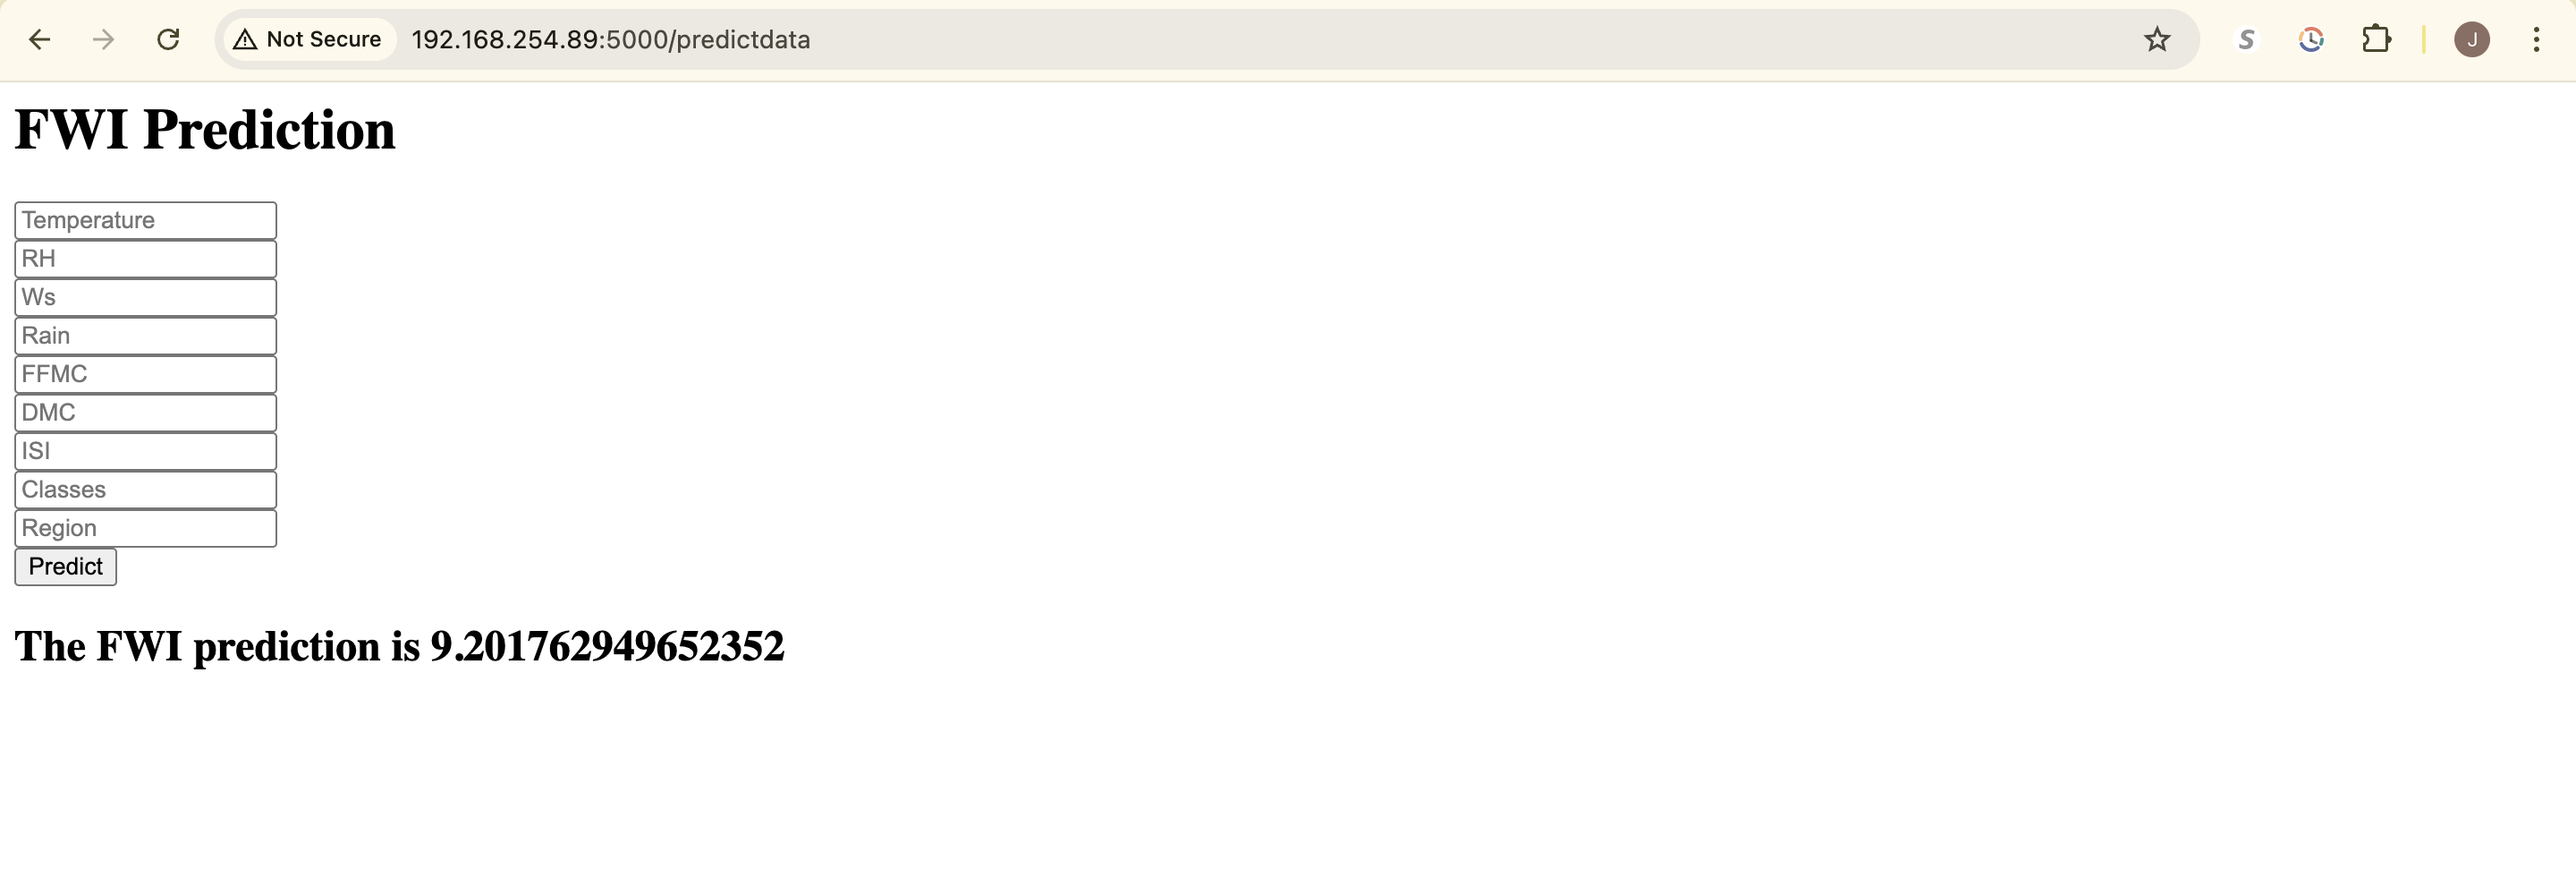 Not Secure 192.168.254.89:5000/predictdata S J
FWI Prediction
Temperature
RH
Ws
Rain
FFMC
DMC
ISI
Classes
Region
Predict
The FWI prediction is 9.201762949652352